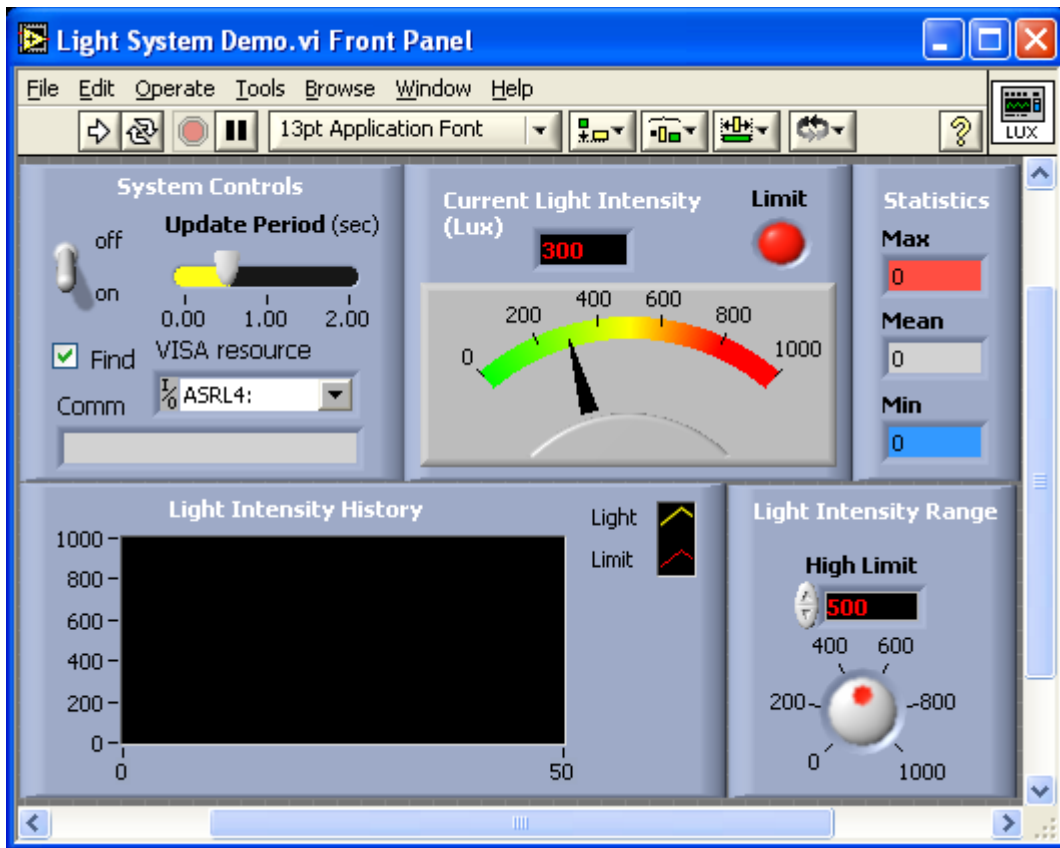 Light System Demo.vi Front Panel
File Edit Operate Tools Browse Window Help
13pt Application Font
?
LUX
System Controls
off
on
Update Period (sec)
0.00 1.00 2.00
Find
VISA resource
I/O ASRL4:
Comm
Current Light Intensity
(Lux)
300
Limit
0 200 400 600 800 1000
Statistics
Max
0
Mean
0
Min
0
Light Intensity History
Light
Limit
1000
800
600
400
200
0
0 50
Light Intensity Range
High Limit
500
400 600
200 800
0 1000